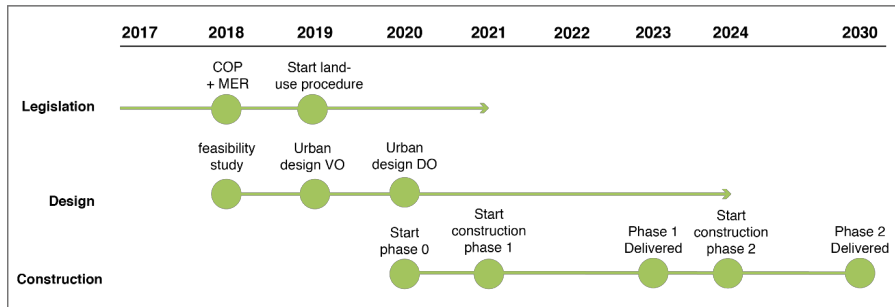 2017 2018 2019 2020 2021 2022 2023 2024 2030
COP
+ MER
Start land-
use procedure
Legislation
feasibility
study
Urban
design VO
Urban
design DO
Design
Start
phase 0
Start
construction
phase 1
Phase 1
Delivered
Start
construction
phase 2
Phase 2
Delivered
Construction